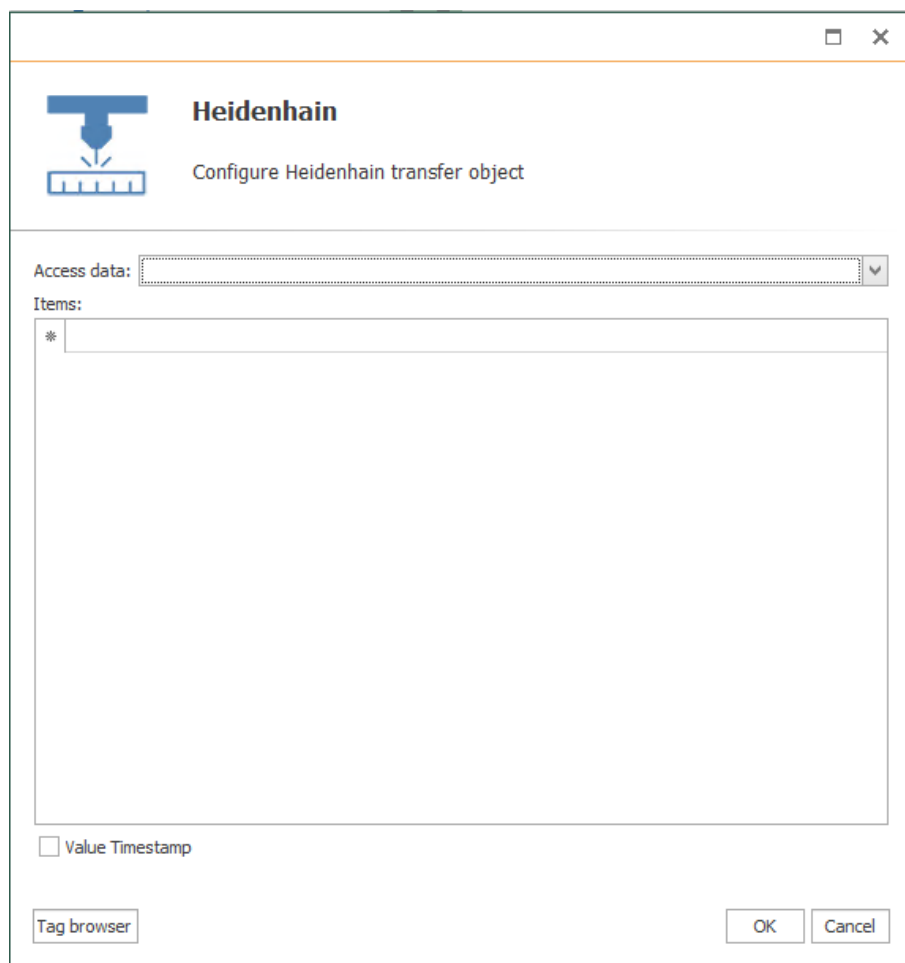 Heidenhain
Configure Heidenhain transfer object
Access data:
Items:
Value Timestamp
Tag browser
OK
Cancel